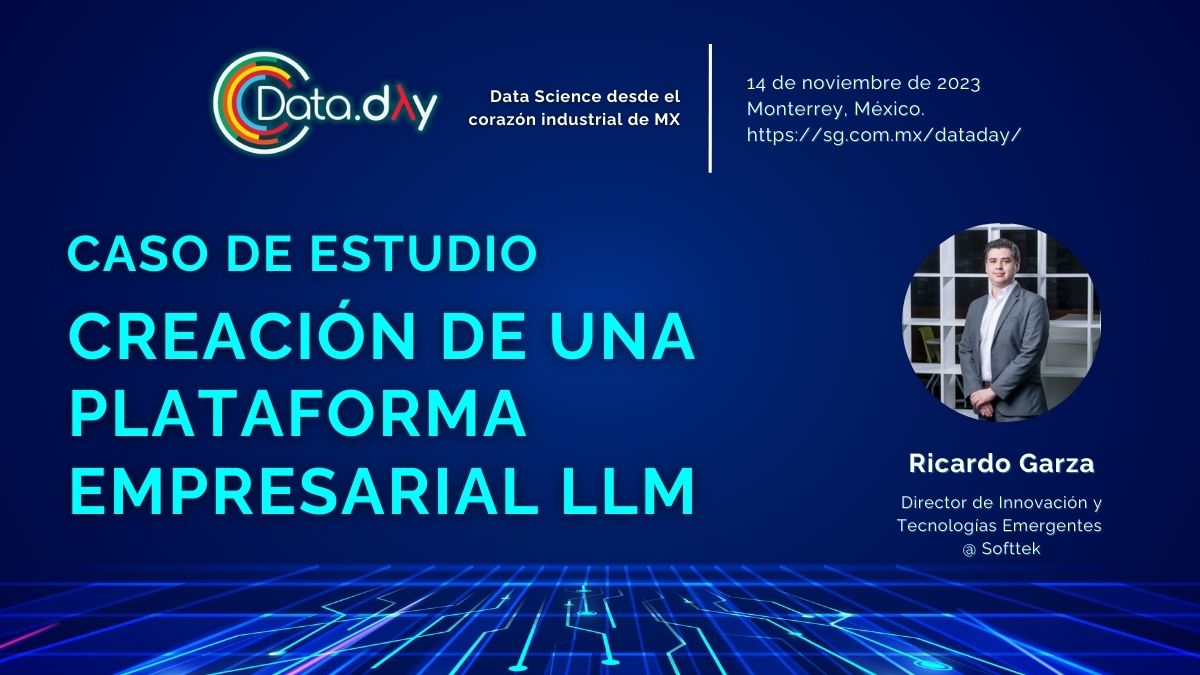 Data.dλy
Data Science desde el
corazón industrial de MX
14 de noviembre de 2023
Monterrey, México.
https://sg.com.mx/dataday/
CASO DE ESTUDIO
CREACIÓN DE UNA
PLATAFORMA
EMPRESARIAL LLM
Ricardo Garza
Director de Innovación y
Tecnologías Emergentes
@ Softtek